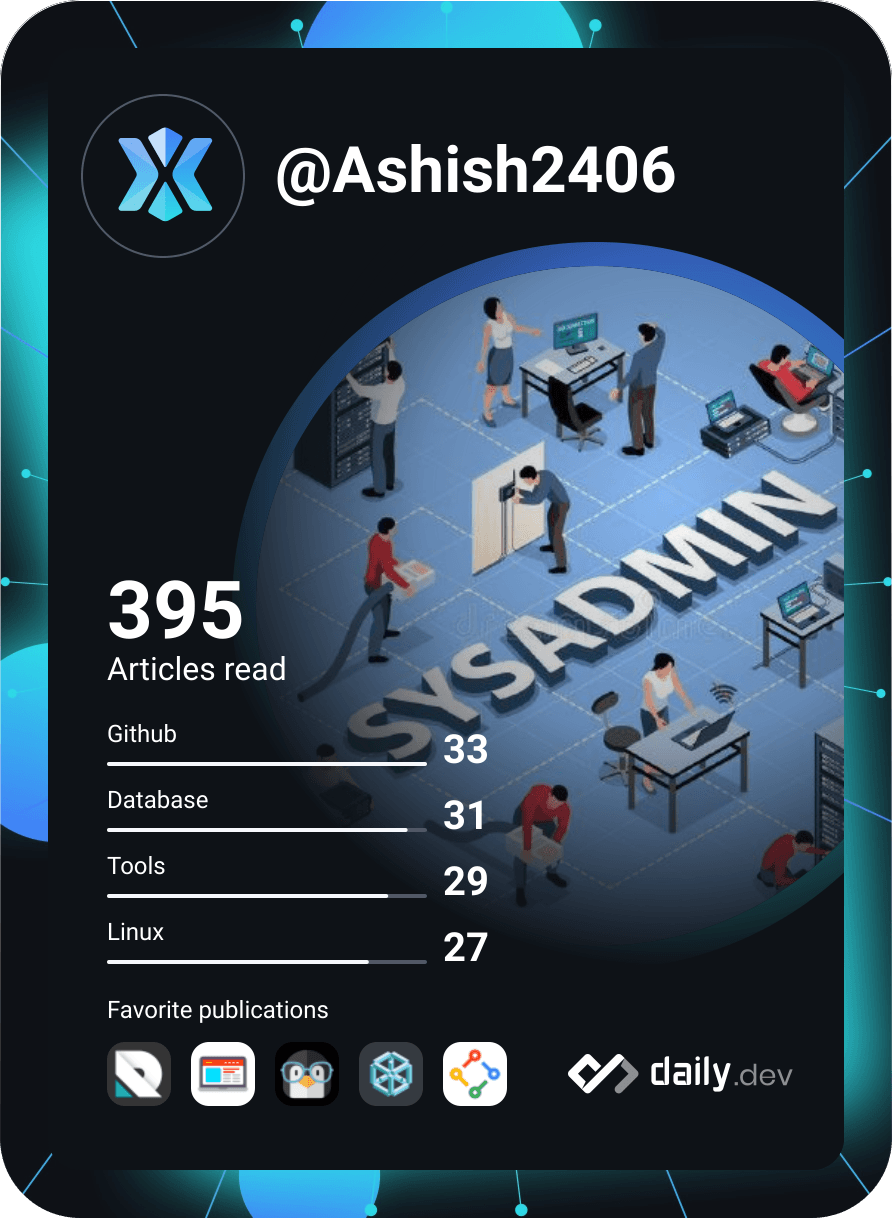 @Ashish2406
SYSADMIN
395
Articles read
Github
33
Database
31
Tools
29
Linux
27
Favorite publications
daily.dev